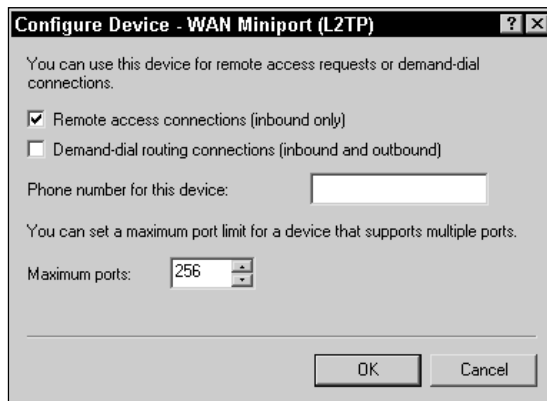 Configure Device - WAN Miniport (L2TP)
You can use this device for remote access requests or demand-dial
connections.
Remote access connections (inbound only)
Demand-dial routing connections (inbound and outbound)
Phone number for this device:
You can set a maximum port limit for a device that supports multiple ports.
Maximum ports: 256
OK Cancel